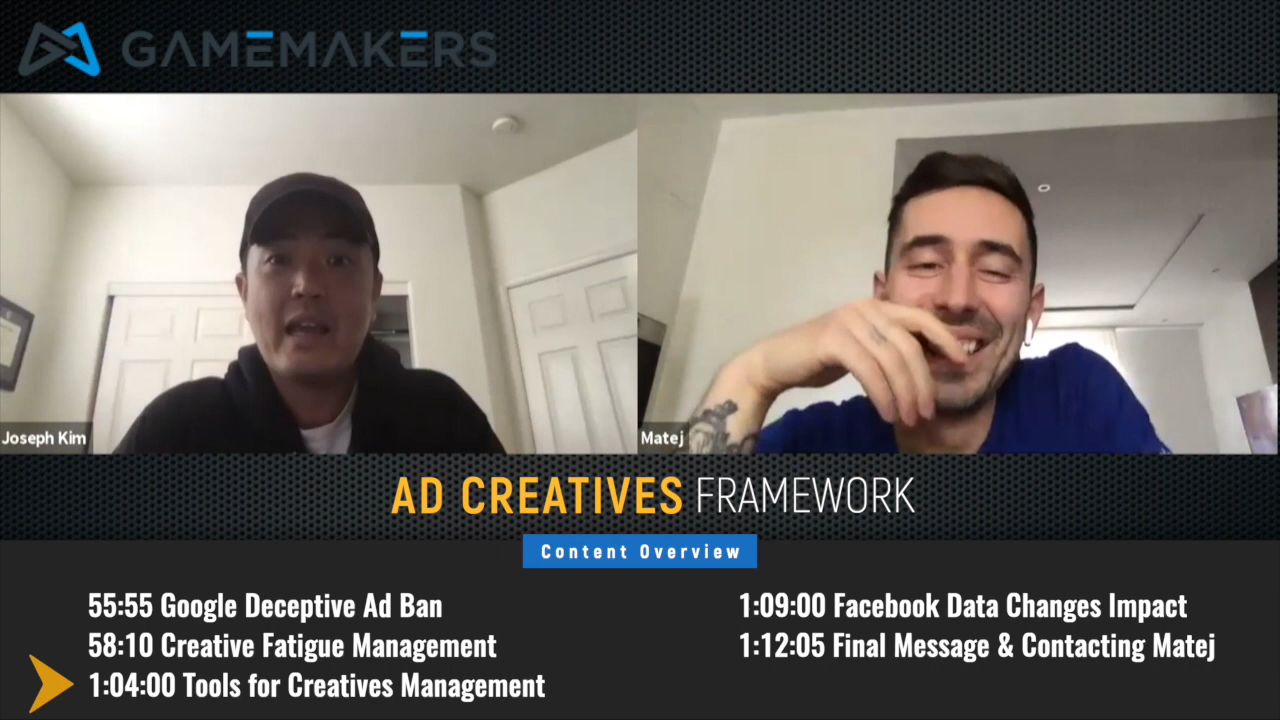 GAMEMAKERS
Joseph Kim
Matej
AD CREATIVES FRAMEWORK
Content Overview
55:55 Google Deceptive Ad Ban
58:10 Creative Fatigue Management
1:04:00 Tools for Creatives Management
1:09:00 Facebook Data Changes Impact
1:12:05 Final Message & Contacting Matej